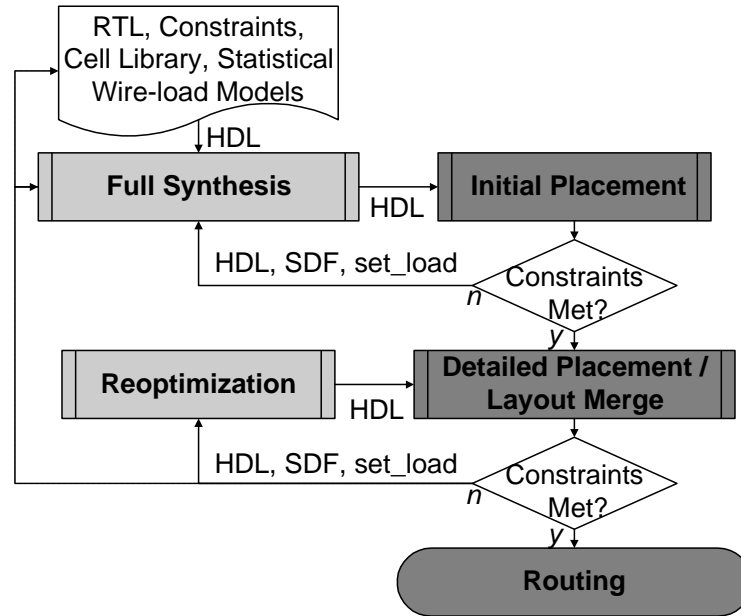 RTL, Constraints,
Cell Library, Statistical
Wire-load Models
HDL
Full Synthesis
HDL
Initial Placement
HDL, SDF, set_load
n
Constraints
Met?
y
Reoptimization
HDL
Detailed Placement /
Layout Merge
HDL, SDF, set_load
n
Constraints
Met?
y
Routing